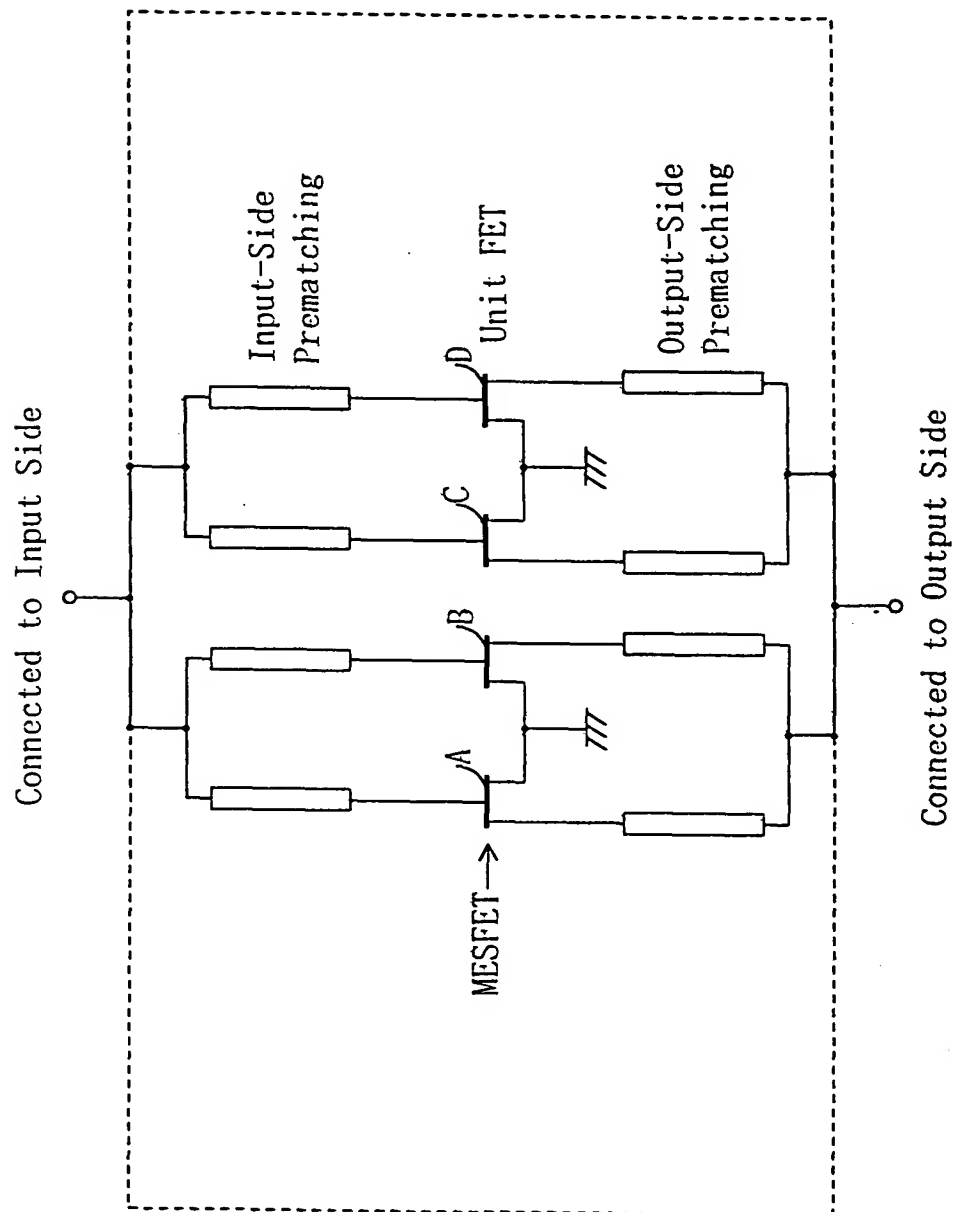 Connected to Input Side
Input-Side
Prematching
D
Unit FET
C
B
A
MESFET
Output-Side
Prematching
Connected to Output Side